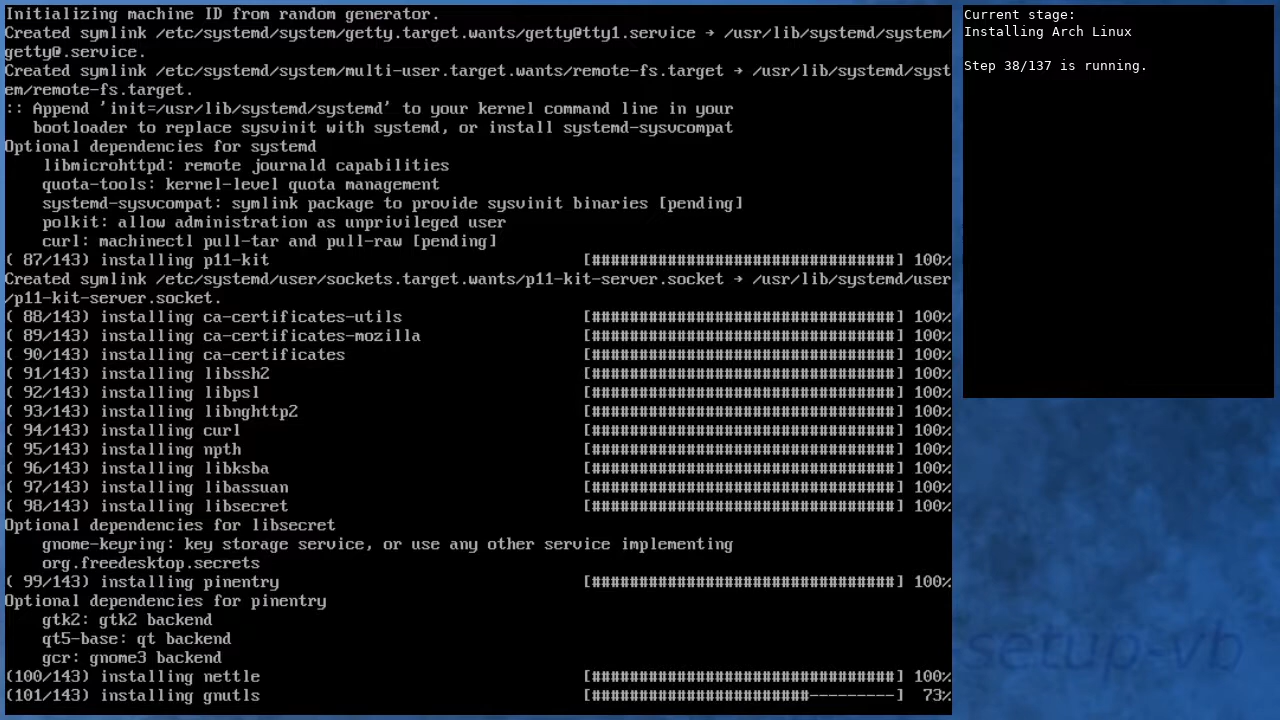 Initializing machine ID from random generator.
Created symlink /etc/systemd/system/getty.target.wants/getty@tty1.service → /usr/lib/systemd/system/
getty@.service.
Created symlink /etc/systemd/system/multi-user.target.wants/remote-fs.target → /usr/lib/systemd/syst
em/remote-fs.target.
:: Append 'init=/usr/lib/systemd/systemd' to your kernel command line in your
   bootloader to replace sysvinit with systemd, or install systemd-sysvcompat
Optional dependencies for systemd
    libmicrohttpd: remote journald capabilities
    quota-tools: kernel-level quota management
    systemd-sysvcompat: symlink package to provide sysvinit binaries [pending]
    polkit: allow administration as unprivileged user
    curl: machinectl pull-tar and pull-raw [pending]
( 87/143) installing p11-kit [################################] 100%
Created symlink /etc/systemd/user/sockets.target.wants/p11-kit-server.socket → /usr/lib/systemd/user
/p11-kit-server.socket.
( 88/143) installing ca-certificates-utils [################################] 100%
( 89/143) installing ca-certificates-mozilla [################################] 100%
( 90/143) installing ca-certificates [################################] 100%
( 91/143) installing libssh2 [################################] 100%
( 92/143) installing libpsl [################################] 100%
( 93/143) installing libnghttp2 [################################] 100%
( 94/143) installing curl [################################] 100%
( 95/143) installing npth [################################] 100%
( 96/143) installing libksba [################################] 100%
( 97/143) installing libassuan [################################] 100%
( 98/143) installing libsecret [################################] 100%
Optional dependencies for libsecret
    gnome-keyring: key storage service, or use any other service implementing
    org.freedesktop.secrets
( 99/143) installing pinentry [################################] 100%
Optional dependencies for pinentry
    gtk2: gtk2 backend
    qt5-base: qt backend
    gcr: gnome3 backend
(100/143) installing nettle [################################] 100%
(101/143) installing gnutls [#######################---------] 73%
Current stage:
Installing Arch Linux
Step 38/137 is running.
setup-vb